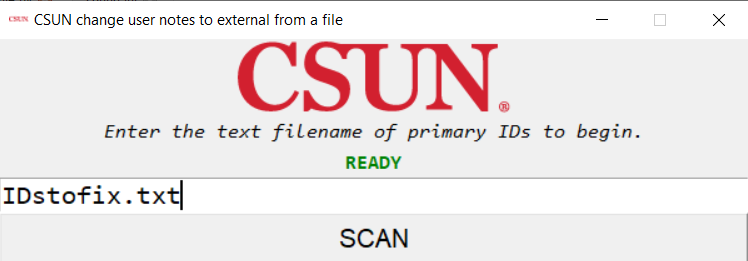 CSUN CSUN change user notes to external from a file
CSUN®
Enter the text filename of primary IDs to begin.
READY
IDstofix.txt
SCAN